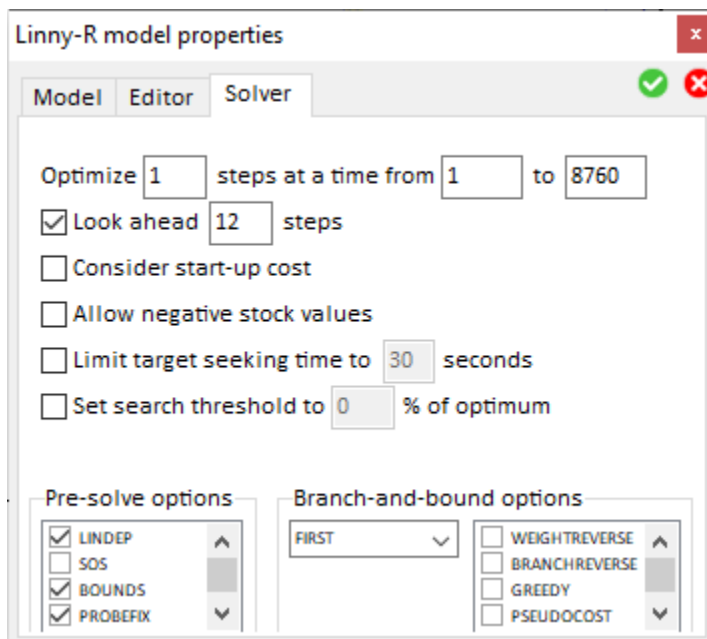 Linny-R model properties
x
Model Editor Solver
Optimize 1 steps at a time from 1 to 8760
Look ahead 12 steps
Consider start-up cost
Allow negative stock values
Limit target seeking time to 30 seconds
Set search threshold to 0 % of optimum
Pre-solve options
LINDEP
SOS
BOUNDS
PROBEFIX
Branch-and-bound options
FIRST
WEIGHTREVERSE
BRANCHREVERSE
GREEDY
PSEUDOCOST